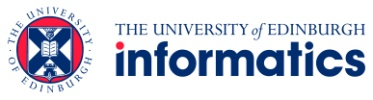 THE UNIVERSITY
OF EDINBURGH
THE UNIVERSITY of EDINBURGH
informatics